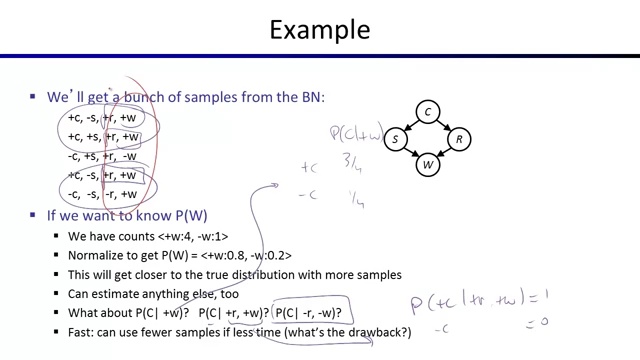 Example
▪ We'll get a bunch of samples from the BN:
+c, -s, +r, +w
+c, +s, +r, +w
-c, +s, +r, -w
+c, -s, +r, +w
-c, -s, -r, +w
C
S
R
W
P(C|+w)
+c 3/4
-c 1/4
▪ If we want to know P(W)
▪ We have counts <+w:4, -w:1>
▪ Normalize to get P(W) = <+w:0.8, -w:0.2>
▪ This will get closer to the true distribution with more samples
▪ Can estimate anything else, too
▪ What about P(C| +w)? P(C| +r, +w)? P(C| -r, -w)?
▪ Fast: can use fewer samples if less time (what's the drawback?)
P(+c | +r, +w) = 1
-c = 0